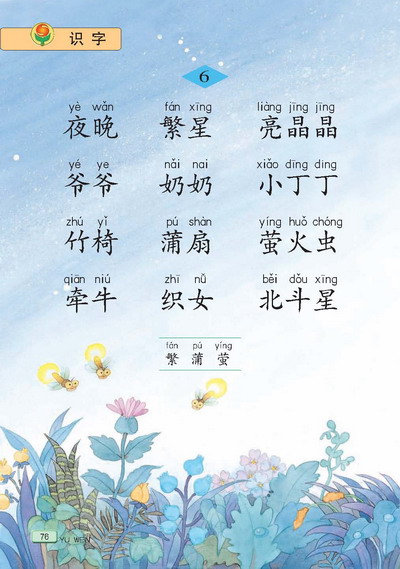 识字
6
yè wǎn fán xīng liàng jīng jīng
夜晚 繁星 亮晶晶
yé ye nǎi nai xiǎo dīng dīng
爷爷 奶奶 小丁丁
zhú yǐ pú shàn yíng huǒ chóng
竹椅 蒲扇 萤火虫
qiān niú zhī nǚ běi dǒu xīng
牵牛 织女 北斗星
fán pú yíng
繁 蒲 萤
76
YU WEN